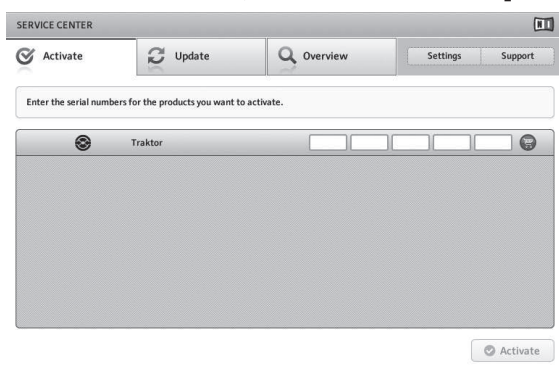 SERVICE CENTER
Activate
Update
Overview
Settings
Support
Enter the serial numbers for the products you want to activate.
Traktor
Activate